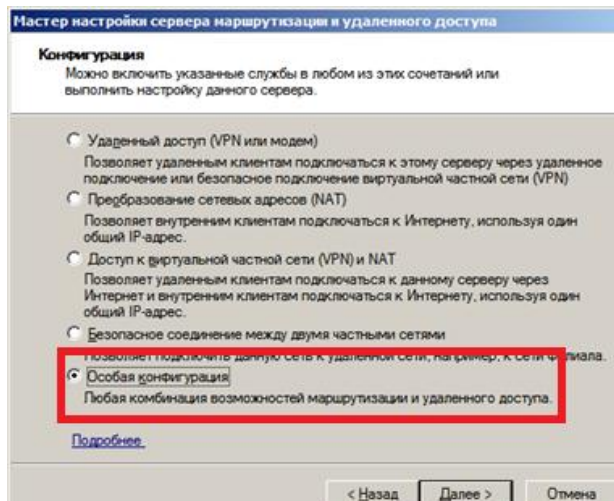 Мастер настройки сервера маршрутизации и удаленного доступа
Конфигурация
Можно включить указанные службы в любом из этих сочетаний или
выполнить настройку данного сервера.
Удаленный доступ (VPN или модем)
Позволяет удаленным клиентам подключаться к этому серверу через удаленное
подключение или безопасное подключение виртуальной частной сети (VPN)
Преобразование сетевых адресов (NAT)
Позволяет внутренним клиентам подключаться к Интернету, используя один
общий IP-адрес.
Доступ к виртуальной частной сети (VPN) и NAT
Позволяет удаленным клиентам подключаться к данному серверу через
Интернет и внутренним клиентам подключаться к Интернету, используя один
общий IP-адрес.
Безопасное соединение между двумя частными сетями
Позволяет подключить данную сеть к удаленной сети, например, к сети филиала.
Особая конфигурация
Любая комбинация возможностей маршрутизации и удаленного доступа.
Подробнее
< Назад Далее > Отмена